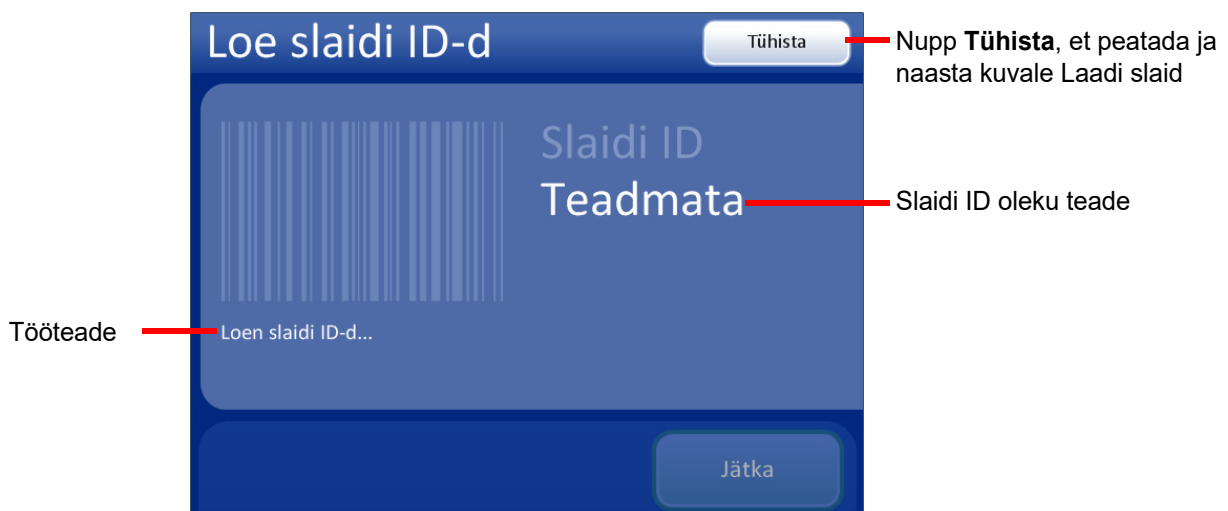 Loe slaidi ID-d
Tühista
Nupp Tühista, et peatada ja
naasta kuvale Laadi slaid
Slaidi ID
Teadmata
Slaidi ID oleku teade
Tööteade
Loen slaidi ID-d...
Jätka